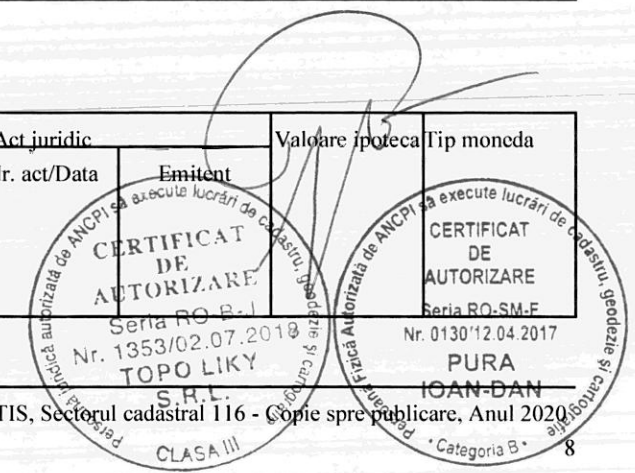 Act juridic
Valoare ipoteca
Tip moneda
r. act/Data
Emitent
Persoană juridică autorizată de ANCPI să execute lucrări de cadastru, geodezie și cartografie
CERTIFICAT
DE
AUTORIZARE
Seria RO-B-J
Nr. 1353/02.07.2018
TOPO LIKY
S.R.L.
CLASA III
Persoană Fizică Autorizată de ANCPI să execute lucrări de cadastru, geodezie și cartografie
CERTIFICAT
DE
AUTORIZARE
Seria RO-SM-F
Nr. 0130/12.04.2017
PURA
IOAN-DAN
· Categoria B ·
TIS, Sectorul cadastral 116 - Copie spre publicare, Anul 2020
8